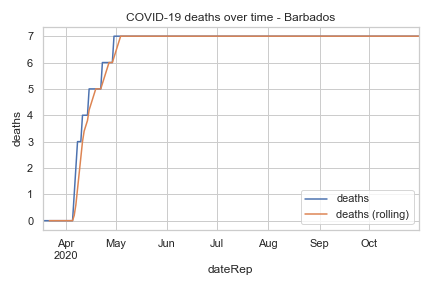 COVID-19 deaths over time - Barbados
deaths
7
6
5
4
3
2
1
0
deaths
deaths (rolling)
Apr May Jun Jul Aug Sep Oct
2020
dateRep